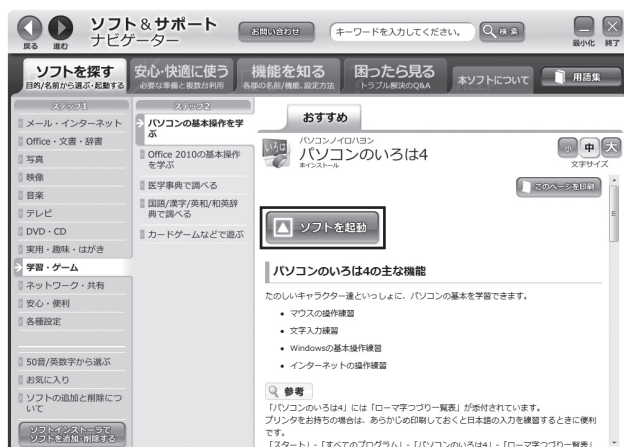 戻る
進む
ソフト&サポート
ナビゲーター
お問い合わせ
キーワードを入力してください。
検索
最小化
終了
ソフトを探す
目的/名前から選ぶ・起動する
安心・快適に使う
必要な準備と複数台利用
機能を知る
各部の名前/機能、設定方法
困ったら見る
トラブル解決のQ&A
本ソフトについて
用語集
ステップ1
メール・インターネット
Office・文書・辞書
写真
映像
音楽
テレビ
DVD・CD
実用・趣味・はがき
学習・ゲーム
ネットワーク・共有
安心・便利
各種設定
50音/英数字から選ぶ
お気に入り
ソフトの追加と削除につ
いて
ソフトインストーラで
ソフトを追加・削除する
ステップ2
パソコンの基本操作を学
ぶ
Office 2010の基本操作
を学ぶ
医学事典で調べる
国語/漢字/英和/和英辞
典で調べる
カードゲームなどで遊ぶ
おすすめ
いろは
パソコンノイロハヨン
パソコンのいろは4
未インストール
小 中 大
文字サイズ
このページを印刷
ソフトを起動
パソコンのいろは4の主な機能
たのしいキャラクター達といっしょに、パソコンの基本を学習できます。
• マウスの操作練習
• 文字入力練習
• Windowsの基本操作練習
• インターネットの操作練習
参考
「パソコンのいろは4」には「ローマ字つづり一覧表」が添付されています。
プリンタをお持ちの場合は、あらかじめ印刷しておくと日本語の入力を練習するときに便利
です。
「スタート」-「すべてのプログラム」-「パソコンのいろは4」-「ローマ字つづり一覧表」